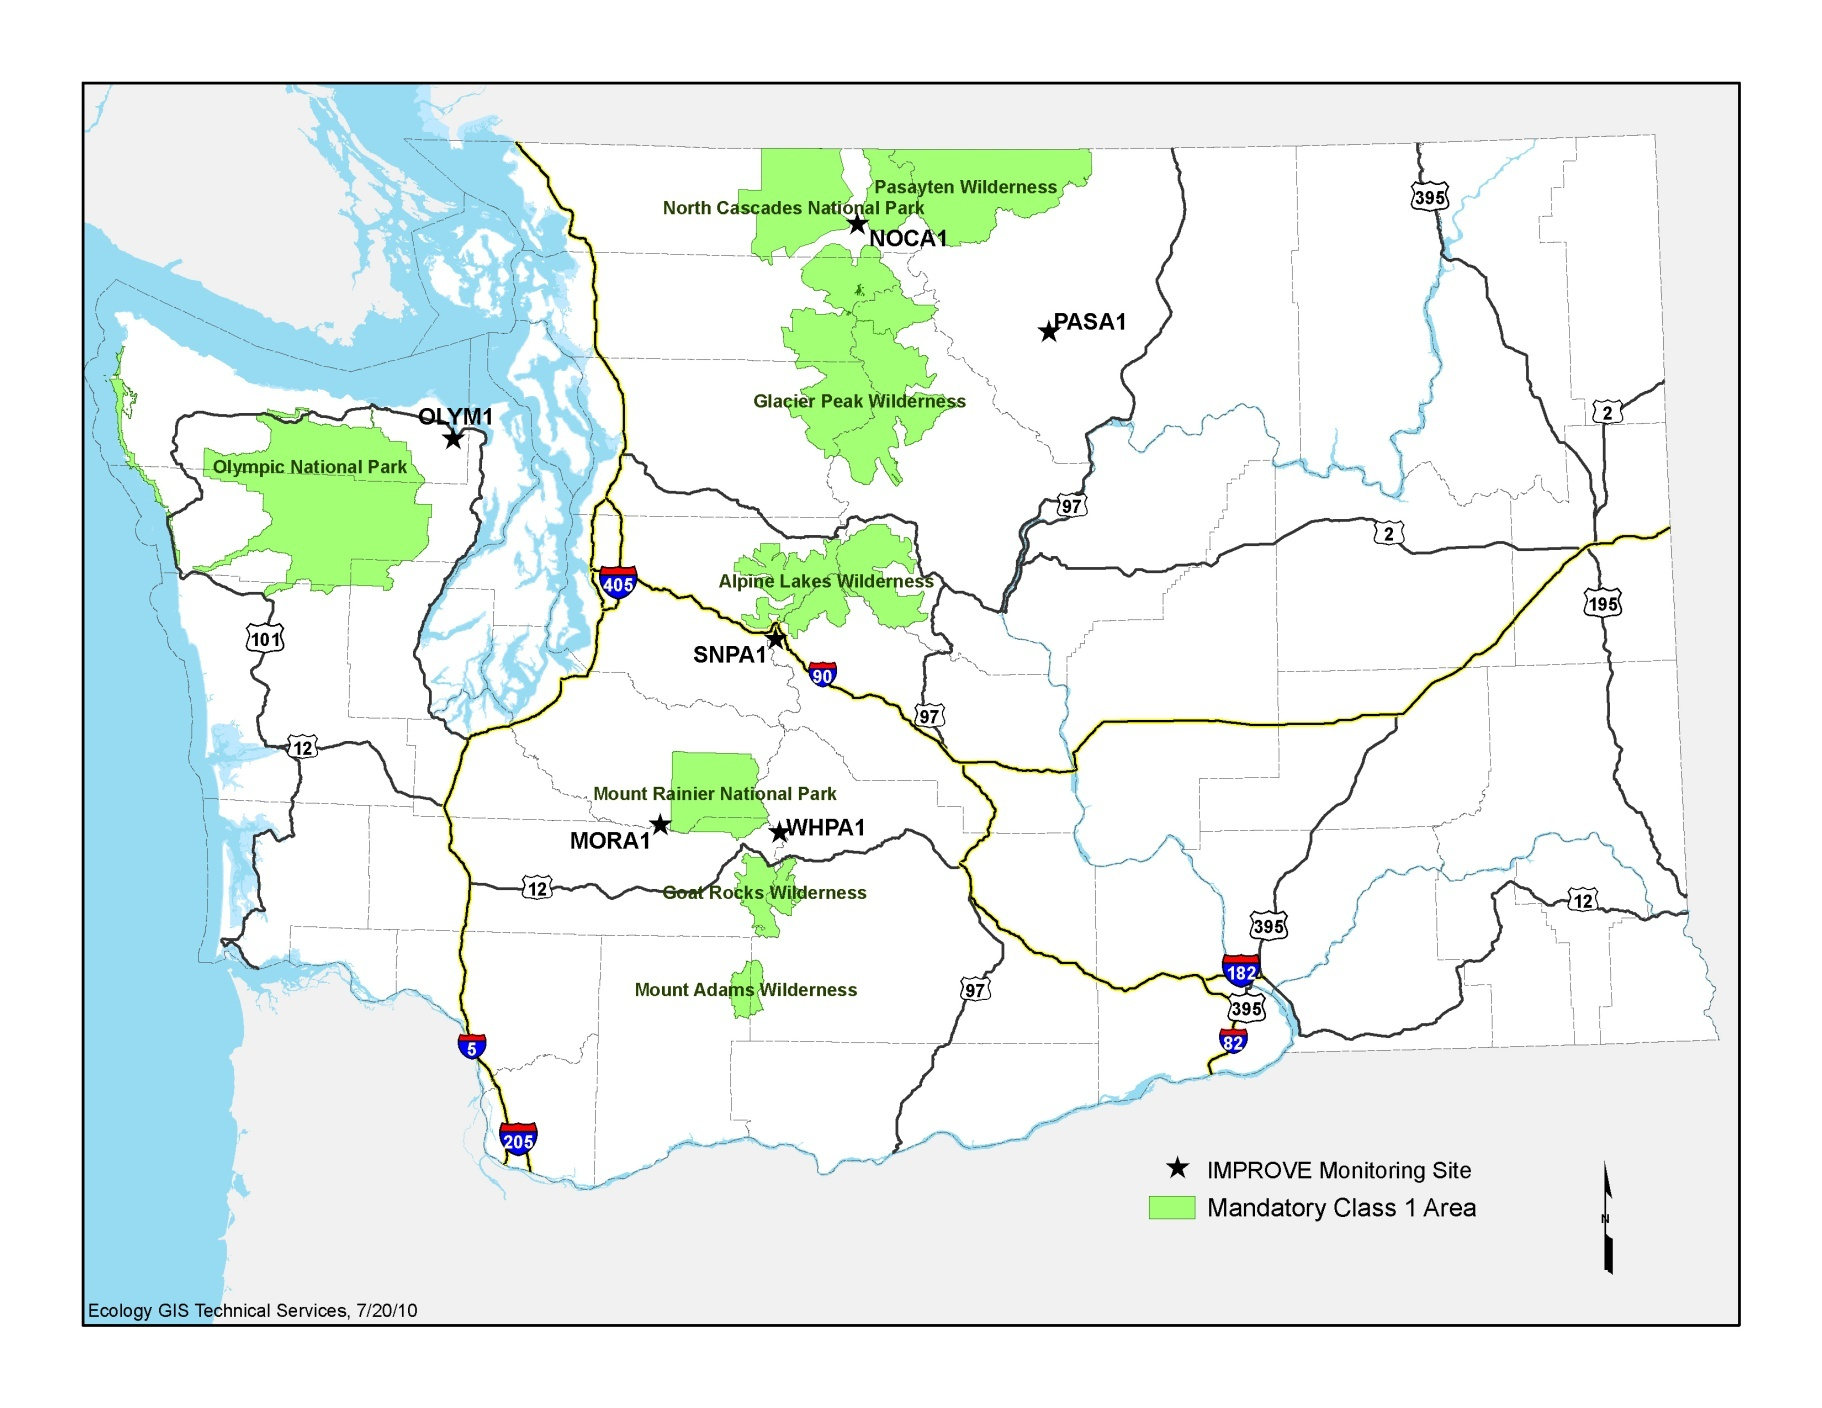 395
Pasayten Wilderness
North Cascades National Park
NOCA1
PASA1
Glacier Peak Wilderness
2
OLYM1
Olympic National Park
97
2
405
Alpine Lakes Wilderness
195
101
SNPA1
90
97
12
Mount Rainier National Park
WHPA1
MORA1
12
Goat Rocks Wilderness
12
395
182
Mount Adams Wilderness
97
395
5
82
205
IMPROVE Monitoring Site
Mandatory Class 1 Area
N
Ecology GIS Technical Services, 7/20/10